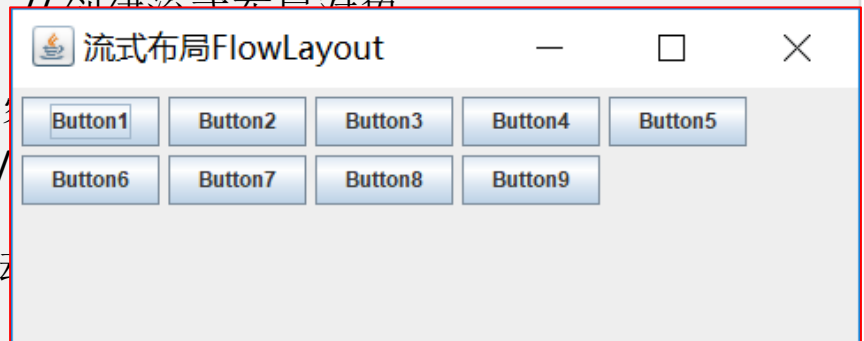 流式布局FlowLayout
Button1 Button2 Button3 Button4 Button5
Button6 Button7 Button8 Button9